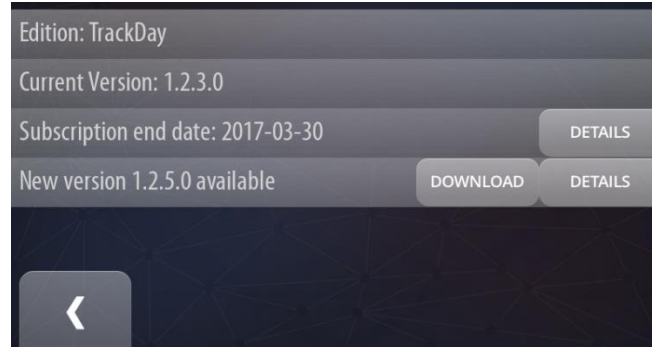 Edition: TrackDay
Current Version: 1.2.3.0
Subscription end date: 2017-03-30 DETAILS
New version 1.2.5.0 available DOWNLOAD DETAILS